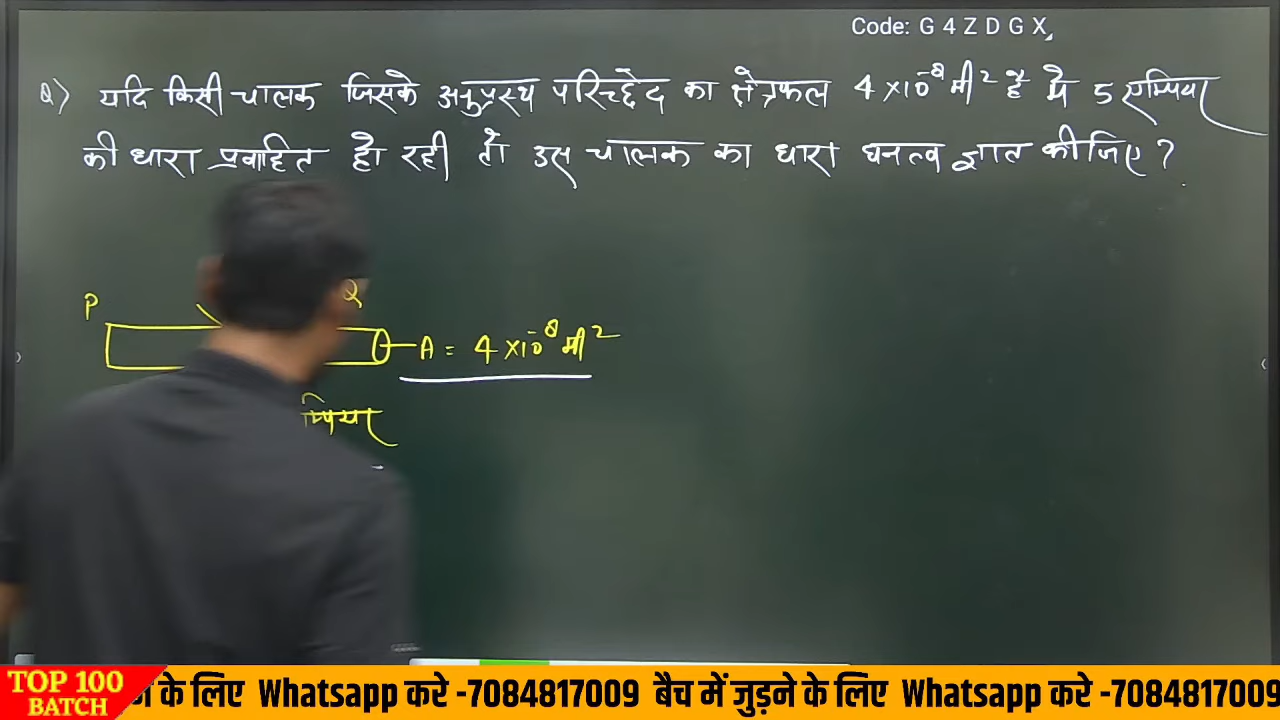 Code: G 4 Z D G X
Q) यदि किसी चालक जिसके अनुप्रस्थ परिच्छेद का क्षेत्रफल 4 × 10⁻⁸ मी² है मे 5 एम्पियर
की धारा प्रवाहित हो रही तो उस चालक का धारा घनत्व ज्ञात कीजिए ?
P
Q
A = 4 × 10⁻⁸ मी²
म्पियर
TOP 100
BATCH
के लिए Whatsapp करे -7084817009 बैच में जुड़ने के लिए Whatsapp करे -7084817009